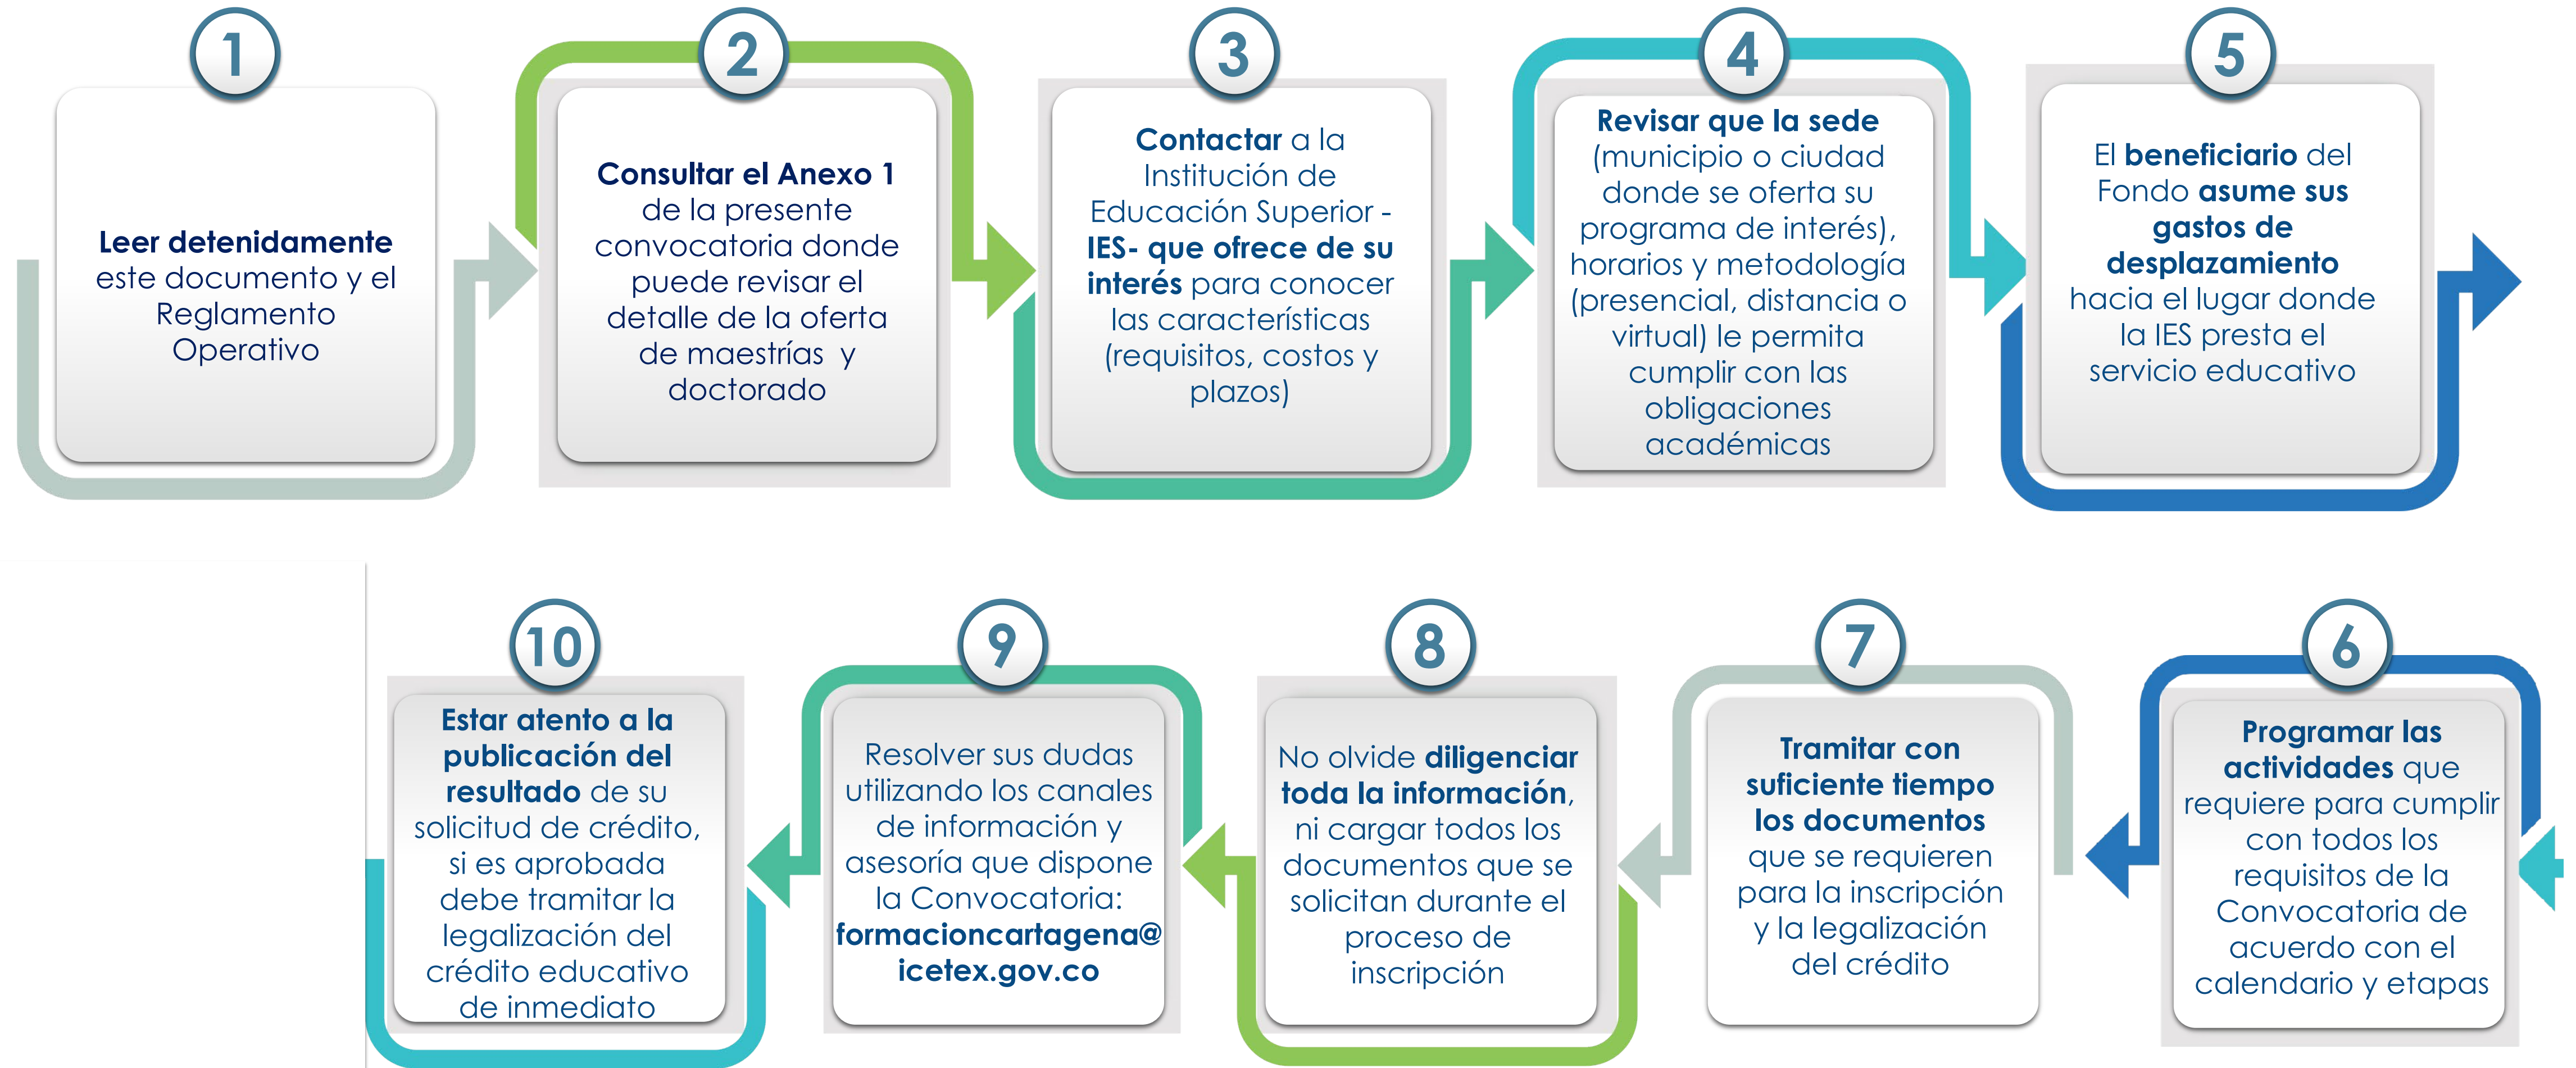 1
Leer detenidamente
este documento y el
Reglamento
Operativo
2
Consultar el Anexo 1
de la presente
convocatoria donde
puede revisar el
detalle de la oferta
de maestrías y
doctorado
3
Contactar a la
Institución de
Educación Superior -
IES- que ofrece de su
interés para conocer
las características
(requisitos, costos y
plazos)
4
Revisar que la sede
(municipio o ciudad
donde se oferta su
programa de interés),
horarios y metodología
(presencial, distancia o
virtual) le permita
cumplir con las
obligaciones
académicas
5
El beneficiario del
Fondo asume sus
gastos de
desplazamiento
hacia el lugar donde
la IES presta el
servicio educativo
6
Programar las
actividades que
requiere para cumplir
con todos los
requisitos de la
Convocatoria de
acuerdo con el
calendario y etapas
7
Tramitar con
suficiente tiempo
los documentos
que se requieren
para la inscripción
y la legalización
del crédito
8
No olvide diligenciar
toda la información,
ni cargar todos los
documentos que se
solicitan durante el
proceso de
inscripción
9
Resolver sus dudas
utilizando los canales
de información y
asesoría que dispone
la Convocatoria:
formacioncartagena@
icetex.gov.co
10
Estar atento a la
publicación del
resultado de su
solicitud de crédito,
si es aprobada
debe tramitar la
legalización del
crédito educativo
de inmediato